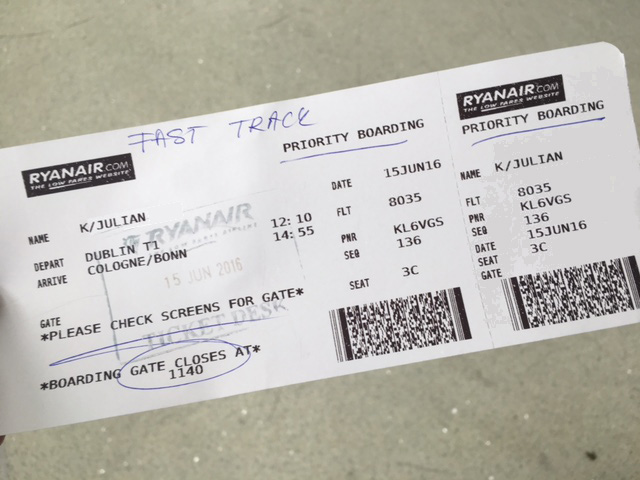 FAST TRACK
RYANAIR.COM
THE LOW FARES WEBSITE
PRIORITY BOARDING
NAME K/JULIAN
DEPART DUBLIN T1 12:10
ARRIVE COLOGNE/BONN 14:55
RYANAIR
15 JUN 2016
TICKET DESK
GATE
*PLEASE CHECK SCREENS FOR GATE*
*BOARDING GATE CLOSES AT*
1140
DATE 15JUN16
FLT 8035
PNR KL6VGS
SEQ 136
SEAT 3C
RYANAIR.COM
THE LOW FARES WEBSITE
PRIORITY BOARDING
NAME K/JULIAN
FLT 8035
PNR KL6VGS
SEQ 136
DATE 15JUN16
SEAT 3C
GATE